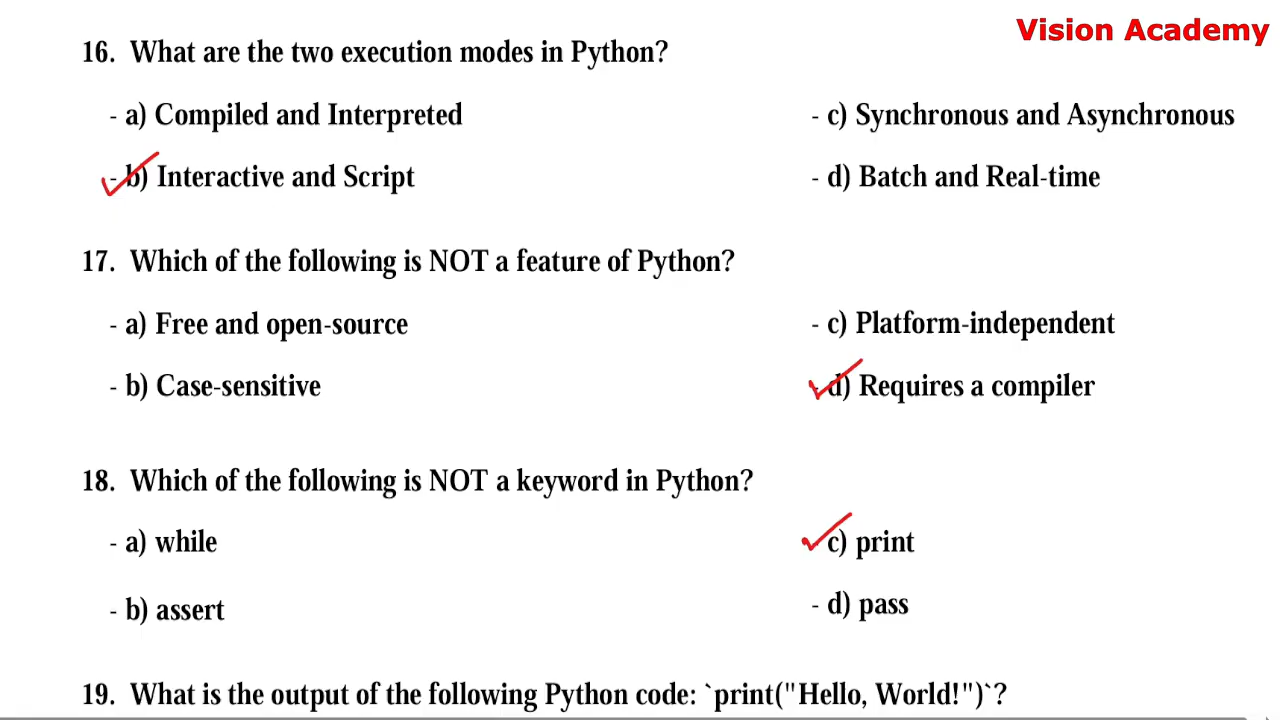 Vision Academy
16. What are the two execution modes in Python?
- a) Compiled and Interpreted
- c) Synchronous and Asynchronous
- b) Interactive and Script
- d) Batch and Real-time
17. Which of the following is NOT a feature of Python?
- a) Free and open-source
- c) Platform-independent
- b) Case-sensitive
- d) Requires a compiler
18. Which of the following is NOT a keyword in Python?
- a) while
- c) print
- b) assert
- d) pass
19. What is the output of the following Python code: `print("Hello, World!")`?